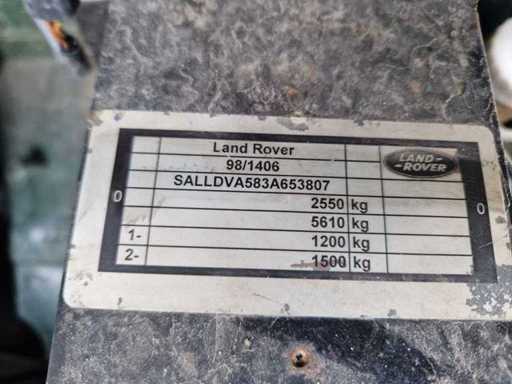 Land Rover
98/1406
LAND-
-ROVER
SALLDVA583A653807
0 2550 kg 0
5610 kg
1- 1200 kg
2- 1500 kg